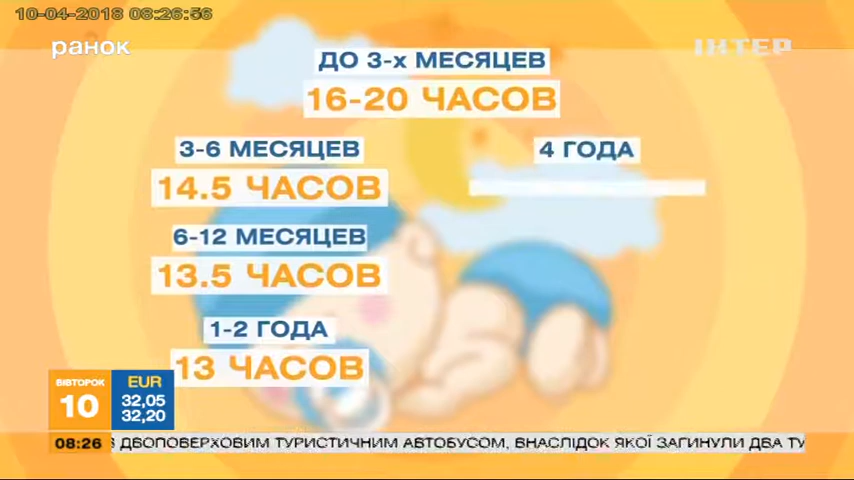 10-04-2018 08:26:56
ранок
ІНТЕР
ДО 3-х МЕСЯЦЕВ
16-20 ЧАСОВ
3-6 МЕСЯЦЕВ
14.5 ЧАСОВ
6-12 МЕСЯЦЕВ
13.5 ЧАСОВ
1-2 ГОДА
13 ЧАСОВ
4 ГОДА
ВІВТОРОК
10
EUR
32,05
32,20
08:26
З ДВОПОВЕРХОВИМ ТУРИСТИЧНИМ АВТОБУСОМ, ВНАСЛІДОК ЯКОЇ ЗАГИНУЛИ ДВА ТУ